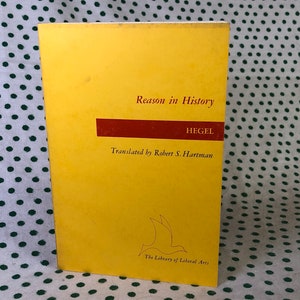 Reason in History
HEGEL
Translated by Robert S. Hartman
The Library of Liberal Arts